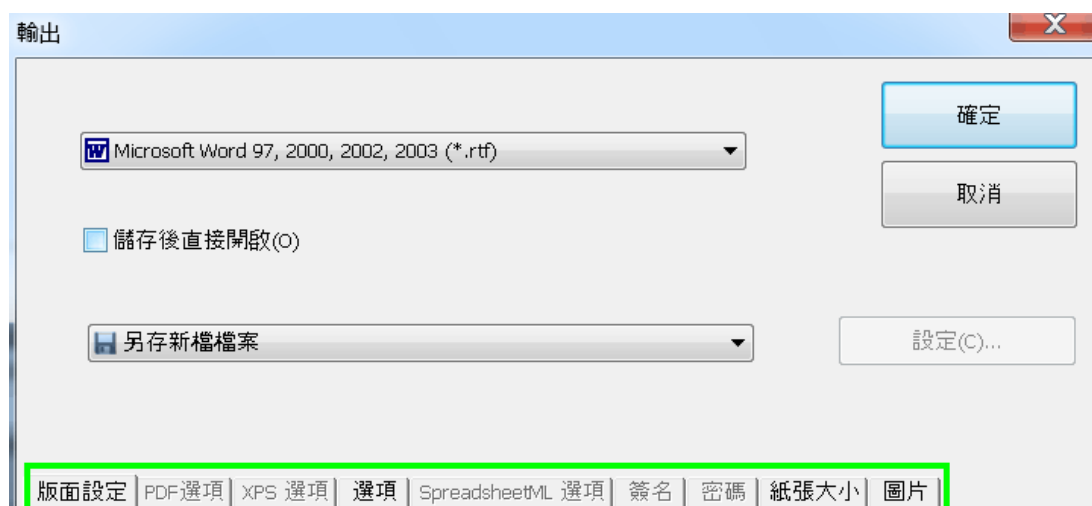 輸出
確定
Microsoft Word 97, 2000, 2002, 2003 (*.rtf)
取消
儲存後直接開啟(O)
另存新檔檔案
設定(C)...
版面設定 PDF選項 XPS 選項 選項 SpreadsheetML 選項 簽名 密碼 紙張大小 圖片